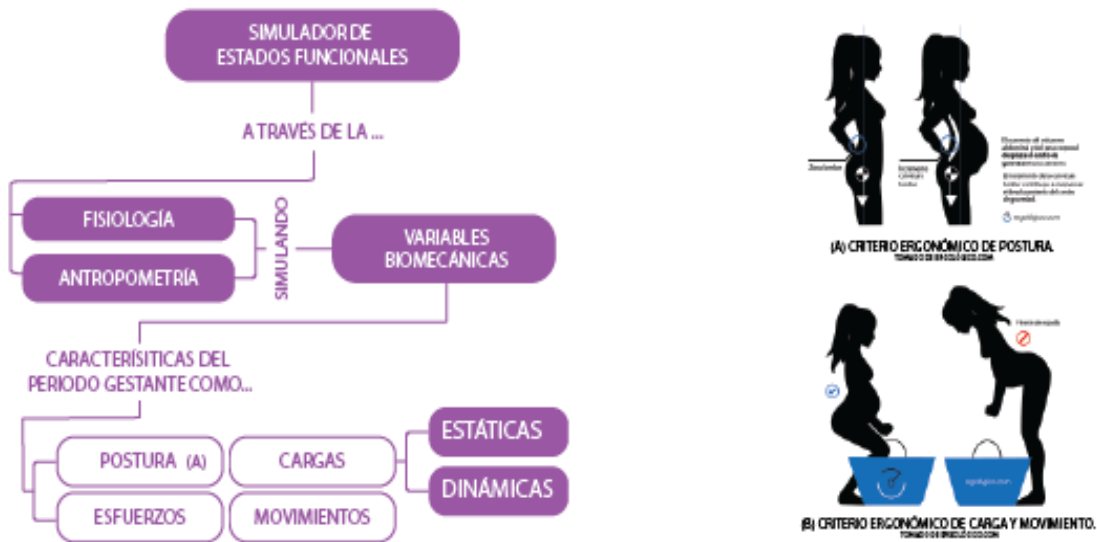 SIMULADOR DE
ESTADOS FUNCIONALES
A TRAVÉS DE LA ...
FISIOLOGÍA
ANTROPOMETRÍA
SIMULANDO
VARIABLES
BIOMECÁNICAS
CARACTERÍSITICAS DEL
PERIODO GESTANTE COMO...
POSTURA (A)
CARGAS
ESFUERZOS
MOVIMIENTOS
ESTÁTICAS
DINÁMICAS
(A) CRITERIO ERGONÓMICO DE POSTURA.
(B) CRITERIO ERGONÓMICO DE CARGA Y MOVIMIENTO.